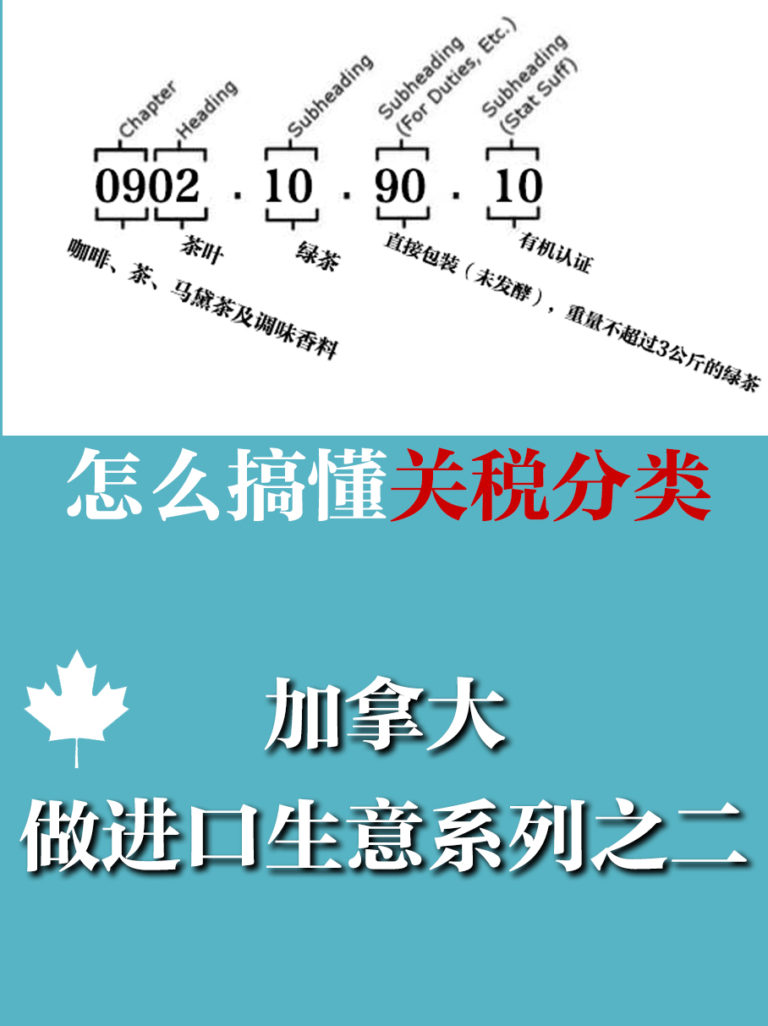 Chapter
Heading
Subheading
Subheading
(For Duties, Etc.)
Subheading
(Stat Suff)
0902 . 10 . 90 . 10
咖啡、茶、马黛茶及调味香料
茶叶
绿茶
直接包装（未发酵），重量不超过3公斤的绿茶
有机认证
怎么搞懂关税分类
加拿大
做进口生意系列之二